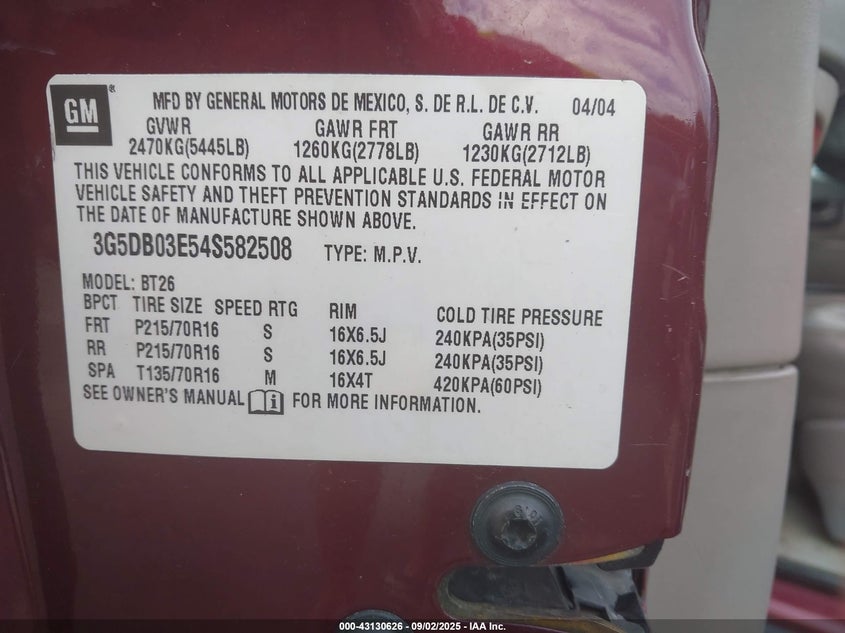 GM ® MFD BY GENERAL MOTORS DE MEXICO, S. DE R.L. DE C.V. 04/04
GVWR GAWR FRT GAWR RR
2470KG(5445LB) 1260KG(2778LB) 1230KG(2712LB)
THIS VEHICLE CONFORMS TO ALL APPLICABLE U.S. FEDERAL MOTOR
VEHICLE SAFETY AND THEFT PREVENTION STANDARDS IN EFFECT ON
THE DATE OF MANUFACTURE SHOWN ABOVE.
3G5DB03E54S582508 TYPE: M.P.V.
MODEL: BT26
BPCT TIRE SIZE SPEED RTG RIM COLD TIRE PRESSURE
FRT P215/70R16 S 16X6.5J 240KPA(35PSI)
RR P215/70R16 S 16X6.5J 240KPA(35PSI)
SPA T135/70R16 M 16X4T 420KPA(60PSI)
SEE OWNER'S MANUAL i FOR MORE INFORMATION.
000-43130626 - 09/02/2025 - IAA Inc.